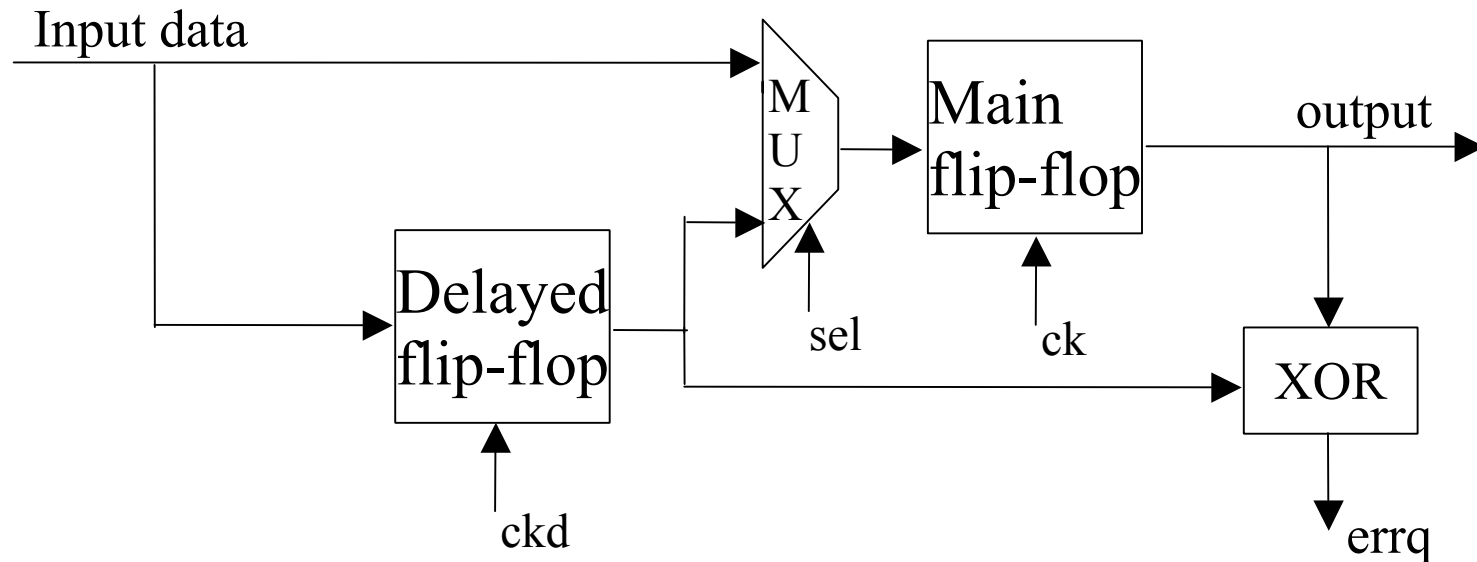 Input data
M
U
X
Main
flip-flop
output
Delayed
flip-flop
sel
ck
XOR
ckd
errq